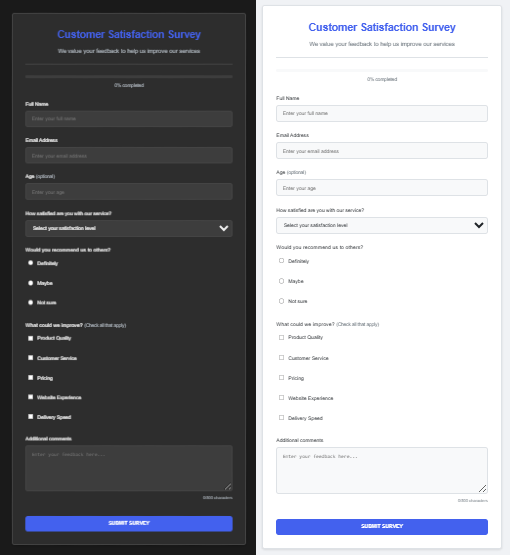 Customer Satisfaction Survey
We value your feedback to help us improve our services
0% completed
Full Name
Enter your full name
Email Address
Enter your email address
Age (optional)
Enter your age
How satisfied are you with our service?
Select your satisfaction level
Would you recommend us to others?
Definitely
Maybe
Not sure
What could we improve? (Check all that apply)
Product Quality
Customer Service
Pricing
Website Experience
Delivery Speed
Additional comments
Enter your feedback here...
SUBMIT SURVEY
Customer Satisfaction Survey
We value your feedback to help us improve our services
0% completed
Full Name
Enter your full name
Email Address
Enter your email address
Age (optional)
Enter your age
How satisfied are you with our service?
Select your satisfaction level
Would you recommend us to others?
Definitely
Maybe
Not sure
What could we improve? (Check all that apply)
Product Quality
Customer Service
Pricing
Website Experience
Delivery Speed
Additional comments
Enter your feedback here...
SUBMIT SURVEY